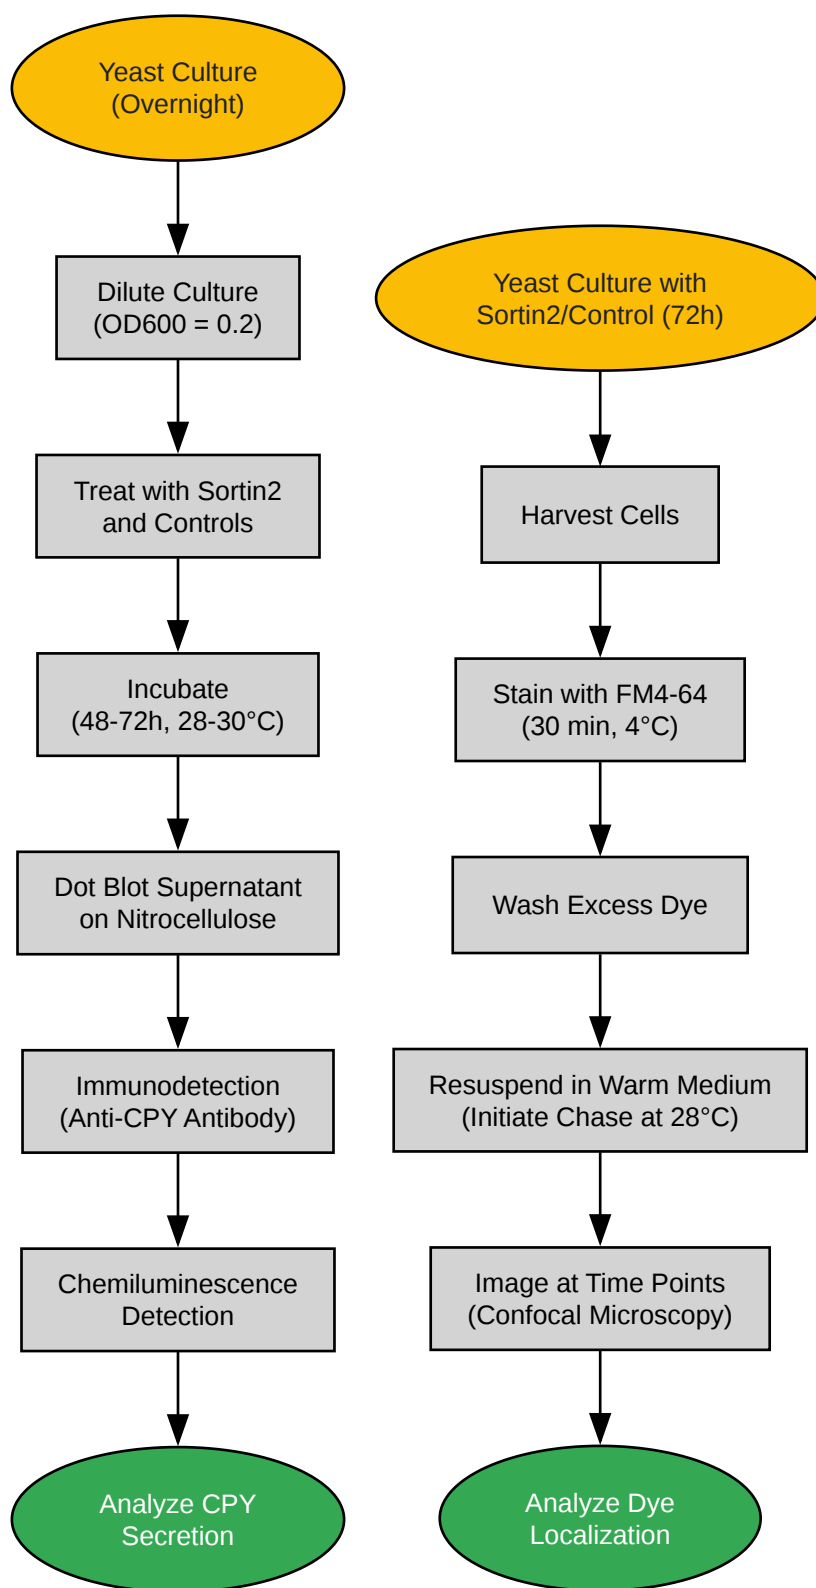 Yeast Culture
(Overnight)
Dilute Culture
(OD600 = 0.2)
Treat with Sortin2
and Controls
Incubate
(48-72h, 28-30°C)
Dot Blot Supernatant
on Nitrocellulose
Immunodetection
(Anti-CPY Antibody)
Chemiluminescence
Detection
Analyze CPY
Secretion
Yeast Culture with
Sortin2/Control (72h)
Harvest Cells
Stain with FM4-64
(30 min, 4°C)
Wash Excess Dye
Resuspend in Warm Medium
(Initiate Chase at 28°C)
Image at Time Points
(Confocal Microscopy)
Analyze Dye
Localization